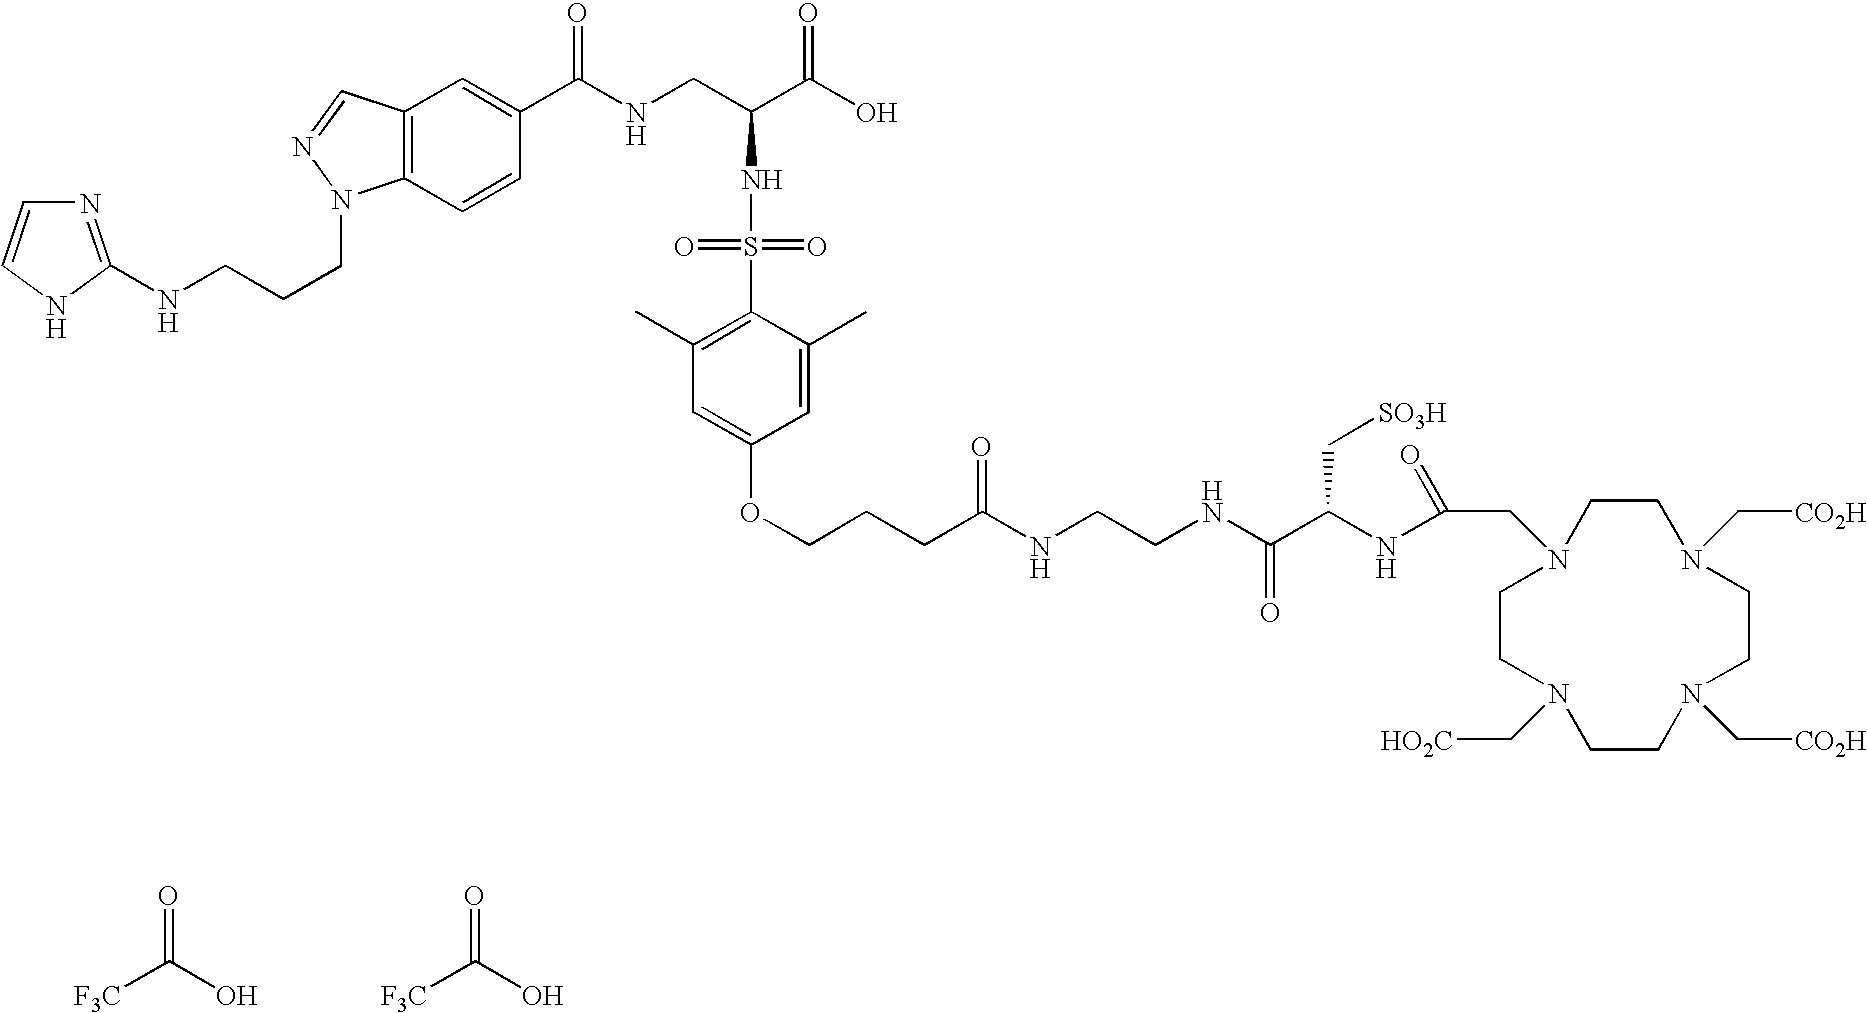 O O
N H OH
N
N NH
N
O S O
N H N H
SO₃H
O O
H N
O N H N H N N CO₂H
O
N N
HO₂C CO₂H
O O
F₃C OH F₃C OH